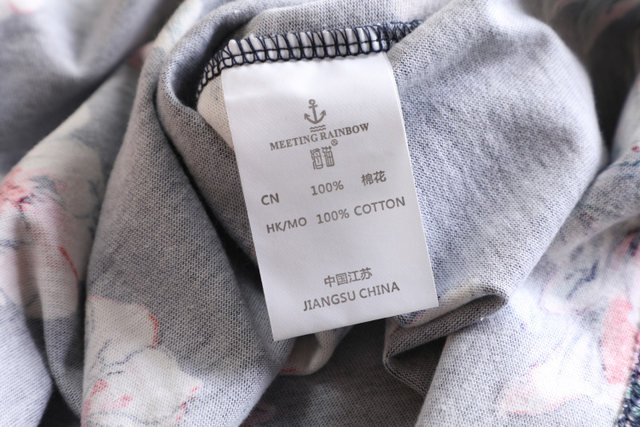 MEETING RAINBOW
®
CN 100% 棉花
HK/MO 100% COTTON
中国江苏
JIANGSU CHINA